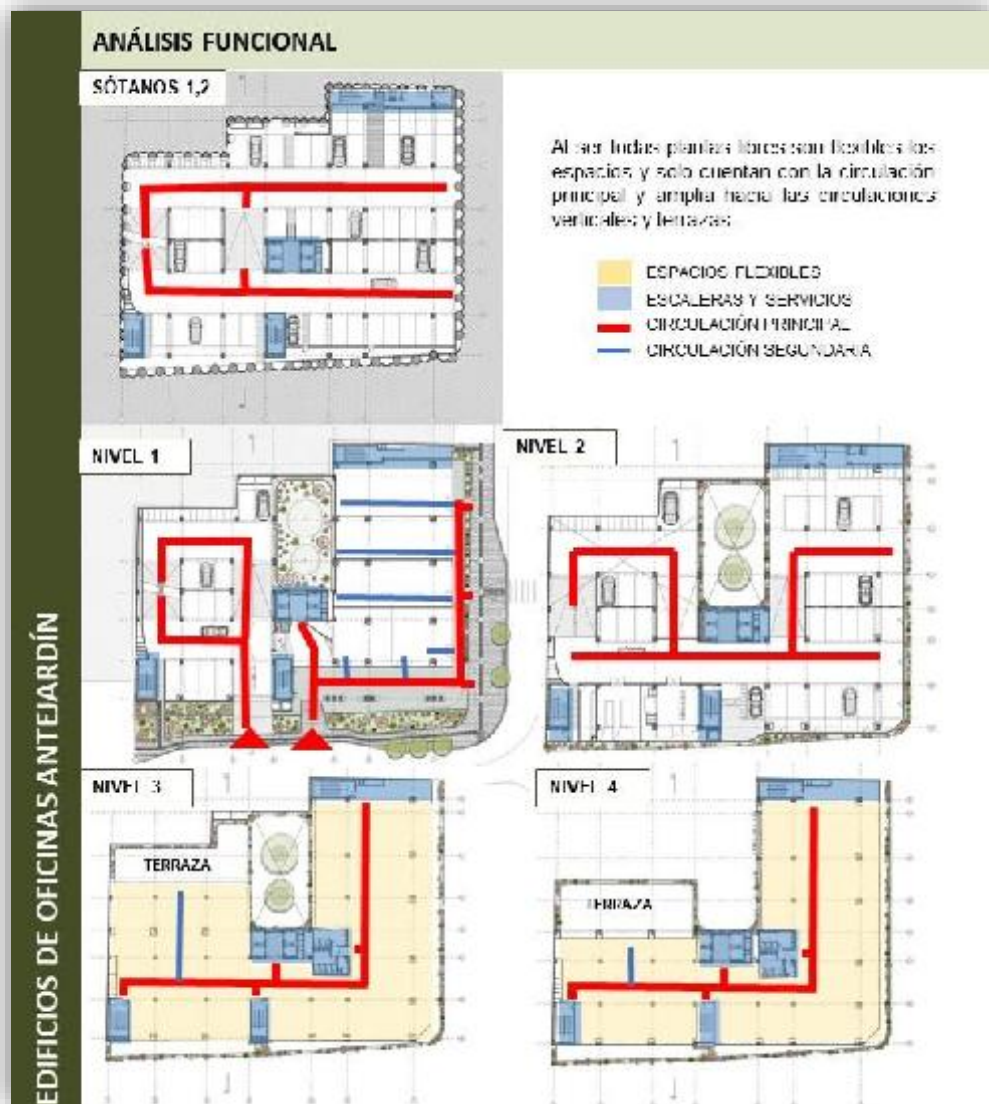 ANÁLISIS FUNCIONAL
SÓTANOS 1,2
Al ser todas plantas libres son flexibles los
espacios y solo cuentan con la circulación
principal y amplia hacia las circulaciones
verticales y terrazas
ESPACIOS FLEXIBLES
ESCALERAS Y SERVICIOS
CIRCULACIÓN PRINCIPAL
CIRCULACIÓN SEGUNDARIA
NIVEL 1
NIVEL 2
NIVEL 3
TERRAZA
NIVEL 4
TERRAZA
EDIFICIOS DE OFICINAS ANTEJARDÍN